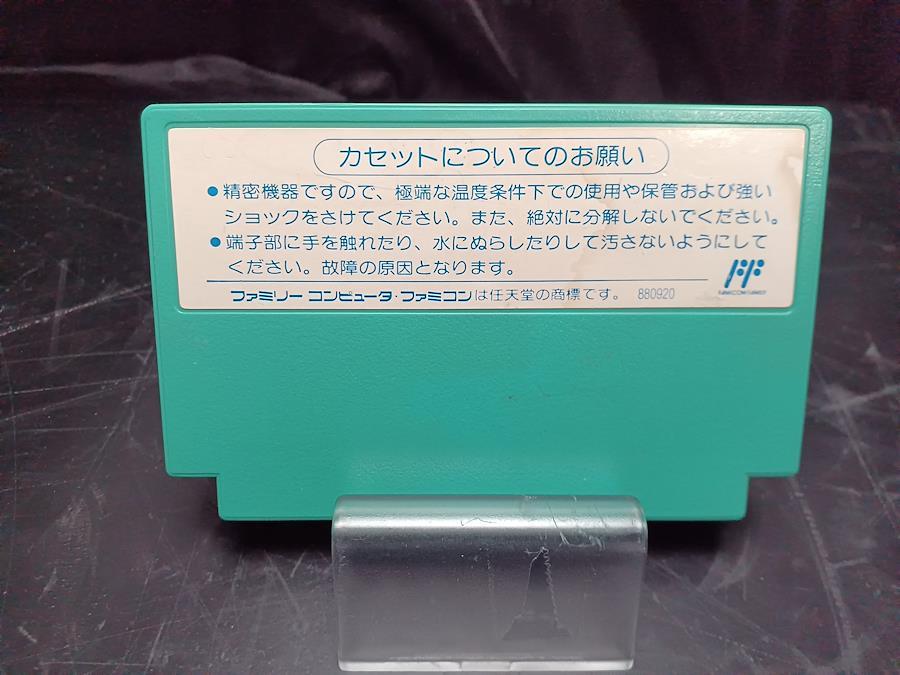 カセットについてのお願い
●精密機器ですので、極端な温度条件下での使用や保管および強い
ショックをさけてください。また、絶対に分解しないでください。
●端子部に手を触れたり、水にぬらしたりして汚さないようにして
ください。故障の原因となります。
FAMICOM FAMILY
ファミリー コンピュータ・ファミコンは任天堂の商標です。 880920